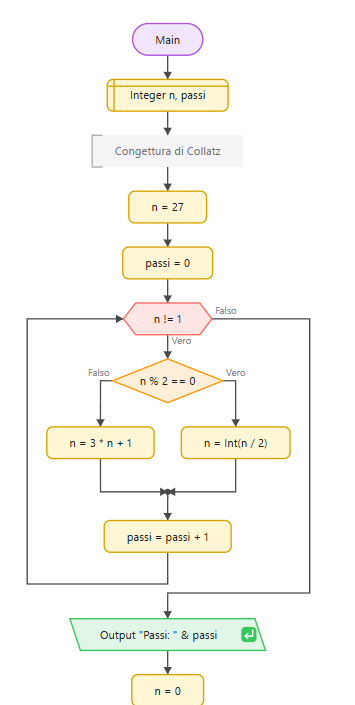 Main
Integer n, passi
Congettura di Collatz
n = 27
passi = 0
n != 1
Falso
Vero
n % 2 == 0
Falso
Vero
n = 3 * n + 1
n = Int(n / 2)
passi = passi + 1
Output "Passi: " & passi
n = 0